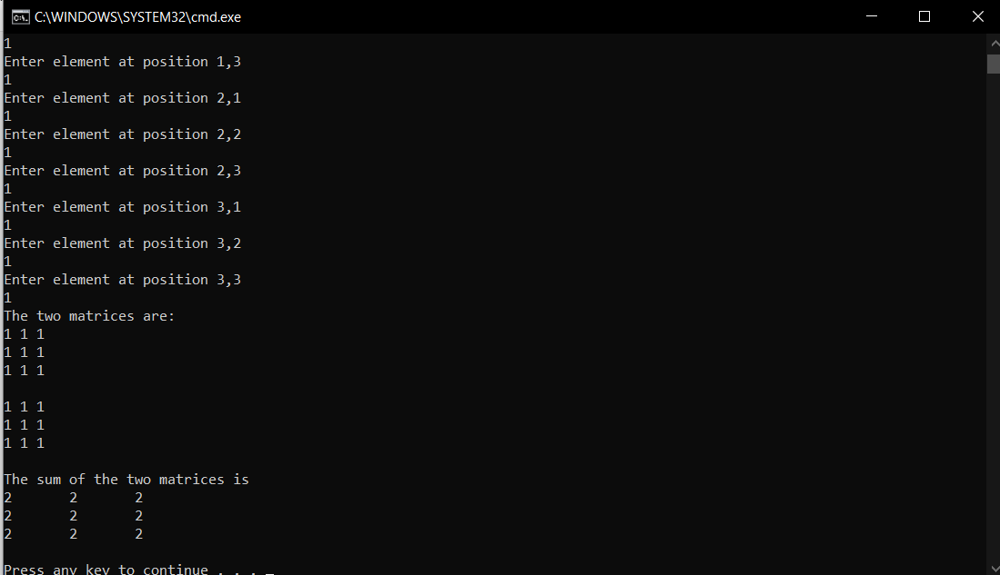 C:\WINDOWS\SYSTEM32\cmd.exe
1
Enter element at position 1,3
1
Enter element at position 2,1
1
Enter element at position 2,2
1
Enter element at position 2,3
1
Enter element at position 3,1
1
Enter element at position 3,2
1
Enter element at position 3,3
1
The two matrices are:
1 1 1
1 1 1
1 1 1

1 1 1
1 1 1
1 1 1

The sum of the two matrices is
2       2       2
2       2       2
2       2       2

Press any key to continue . . . _